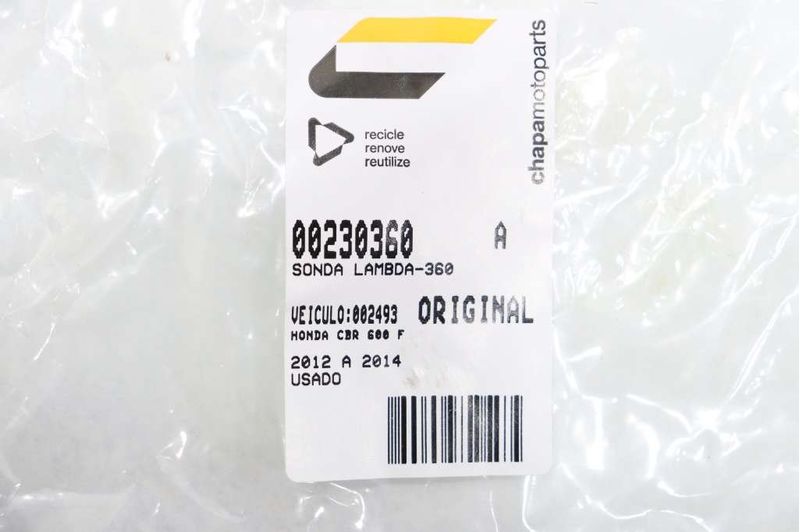 chapamotoparts
recicle
renove
reutilize
00230360 A
SONDA LAMBDA-360
VEICULO:002493 ORIGINAL
HONDA CBR 600 F
2012 A 2014
USADO